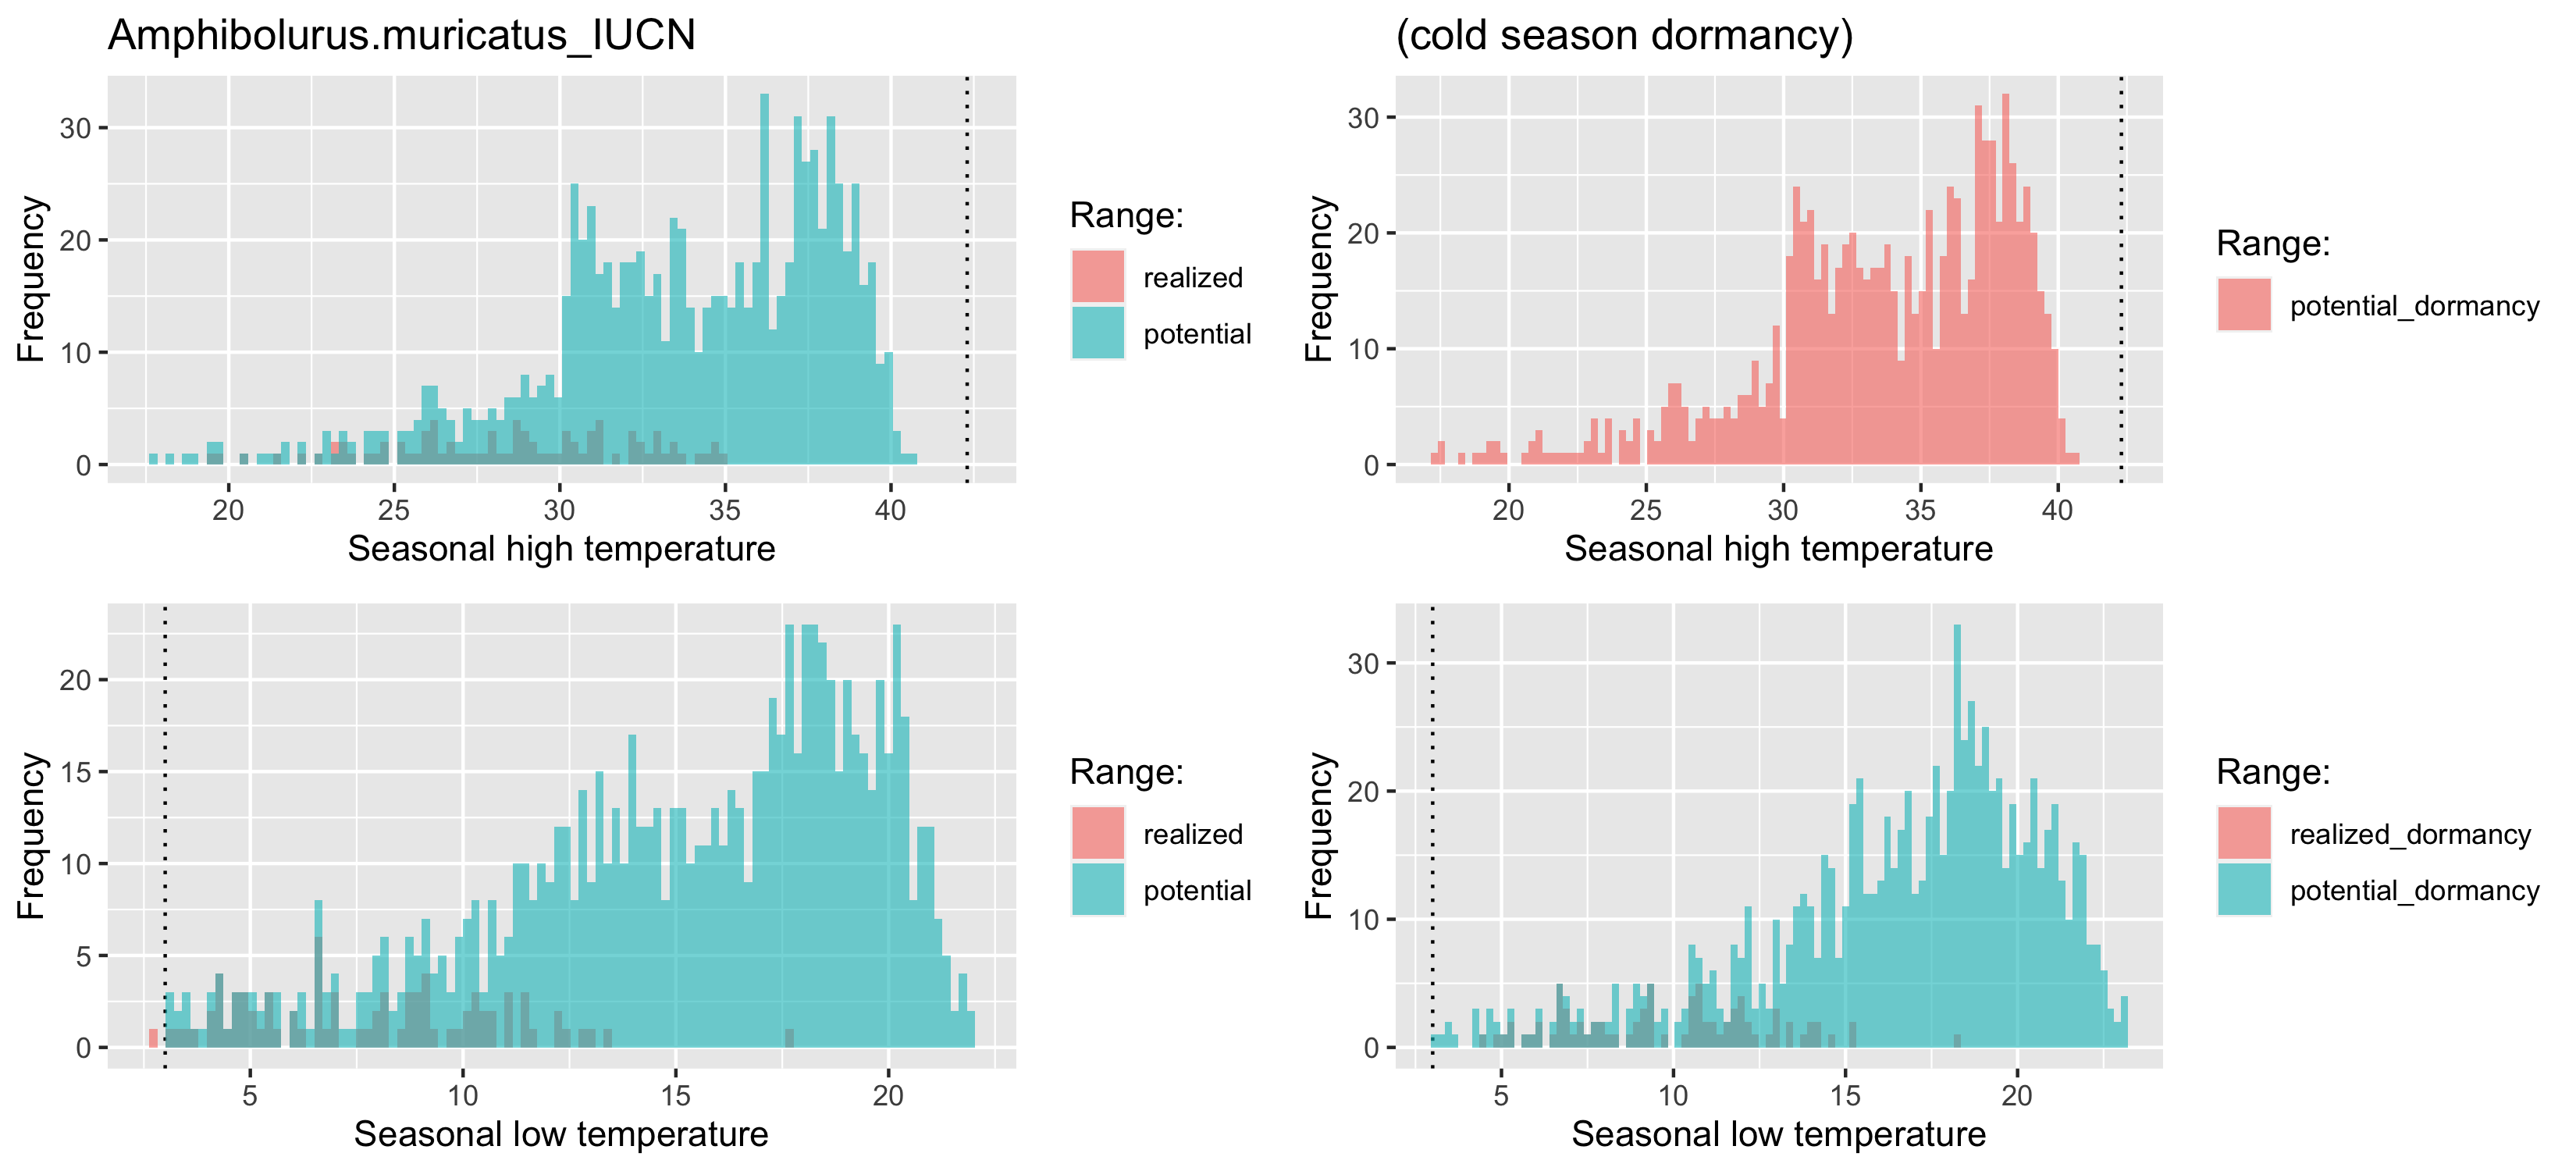 Amphibolurus.muricatus_IUCN
Frequency
30
20
10
0
20 25 30 35 40
Seasonal high temperature
Range:
realized
potential
(cold season dormancy)
Frequency
30
20
10
0
20 25 30 35 40
Seasonal high temperature
Range:
potential_dormancy
Frequency
20
15
10
5
0
5 10 15 20
Seasonal low temperature
Range:
realized
potential
Frequency
30
20
10
0
5 10 15 20
Seasonal low temperature
Range:
realized_dormancy
potential_dormancy